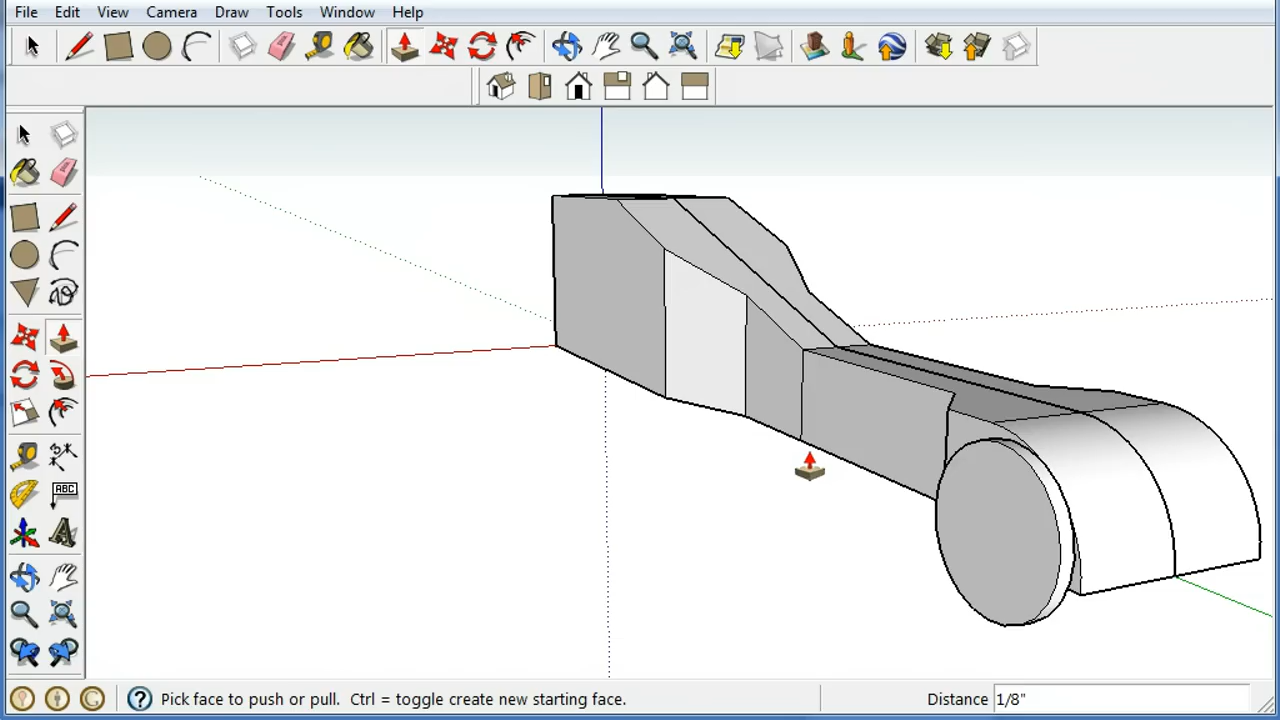 File Edit View Camera Draw Tools Window Help
ABC
Pick face to push or pull. Ctrl = toggle create new starting face. Distance 1/8"